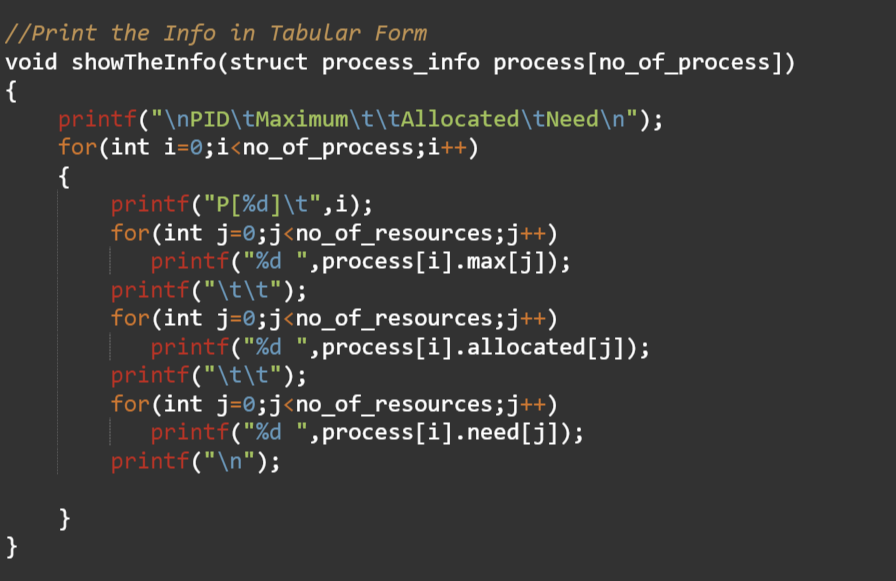 //Print the Info in Tabular Form
void showTheInfo(struct process_info process[no_of_process])
{
    printf("\nPID\tMaximum\t\tAllocated\tNeed\n");
    for(int i=0;i<no_of_process;i++)
    {
        printf("P[%d]\t",i);
        for(int j=0;j<no_of_resources;j++)
           printf("%d ",process[i].max[j]);
        printf("\t\t");
        for(int j=0;j<no_of_resources;j++)
           printf("%d ",process[i].allocated[j]);
        printf("\t\t");
        for(int j=0;j<no_of_resources;j++)
           printf("%d ",process[i].need[j]);
        printf("\n");

    }
}